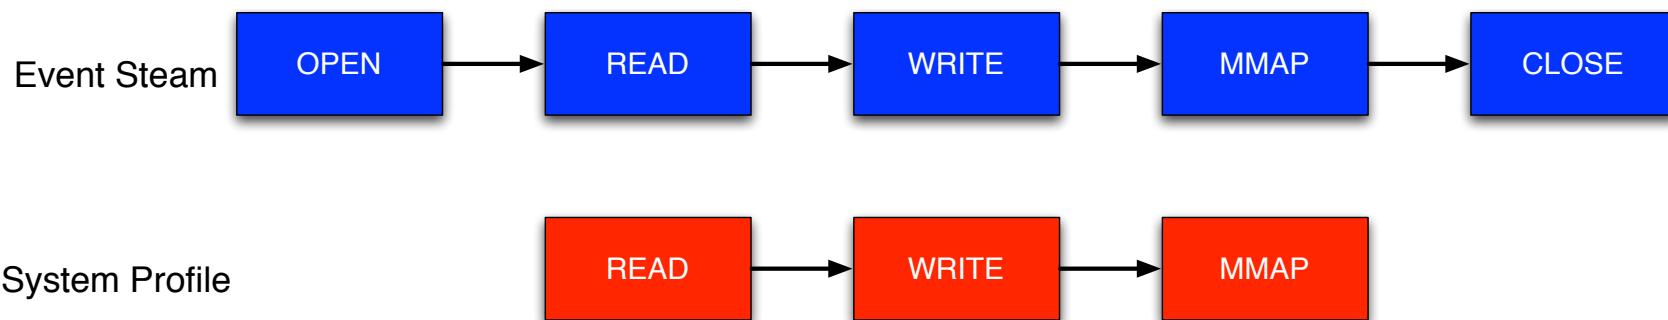 Event Steam OPEN READ WRITE MMAP CLOSE
System Profile READ WRITE MMAP